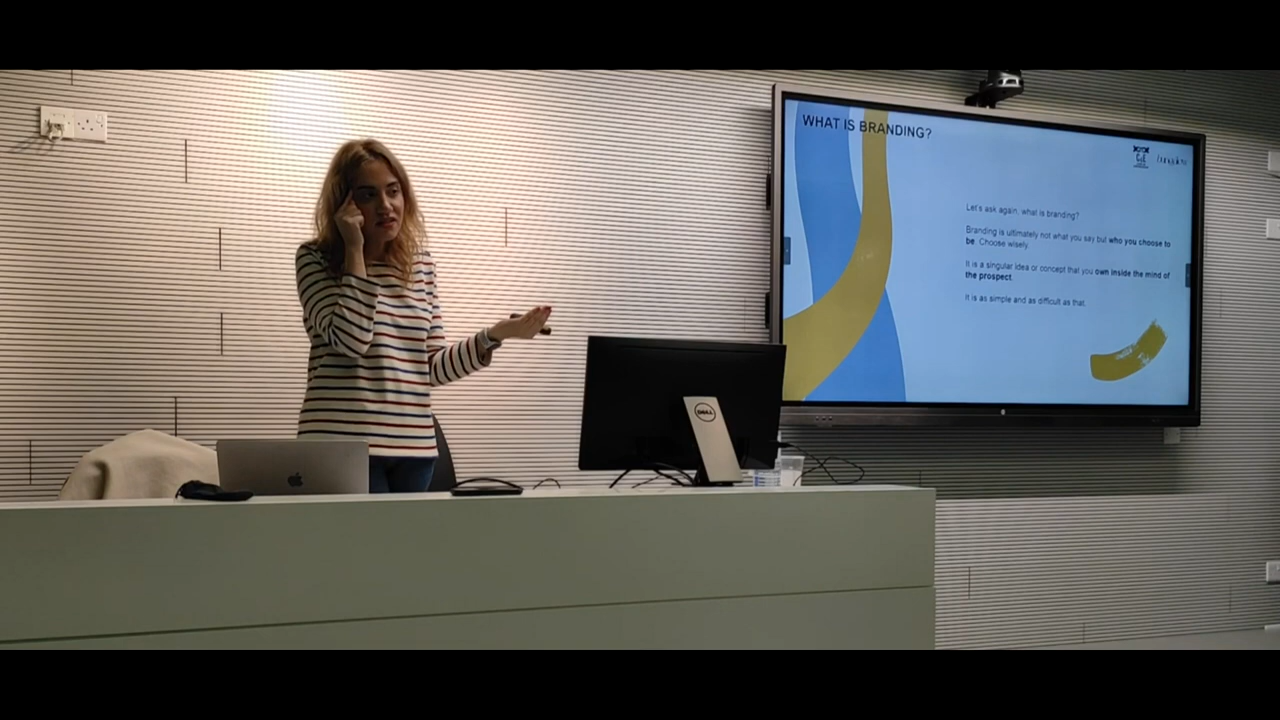 WHAT IS BRANDING?
C4E
bungalow
Let's ask again, what is branding?
Branding is ultimately not what you say but who you choose to
be. Choose wisely.
It is a singular idea or concept that you own inside the mind of
the prospect.
It is as simple and as difficult as that.
DELL